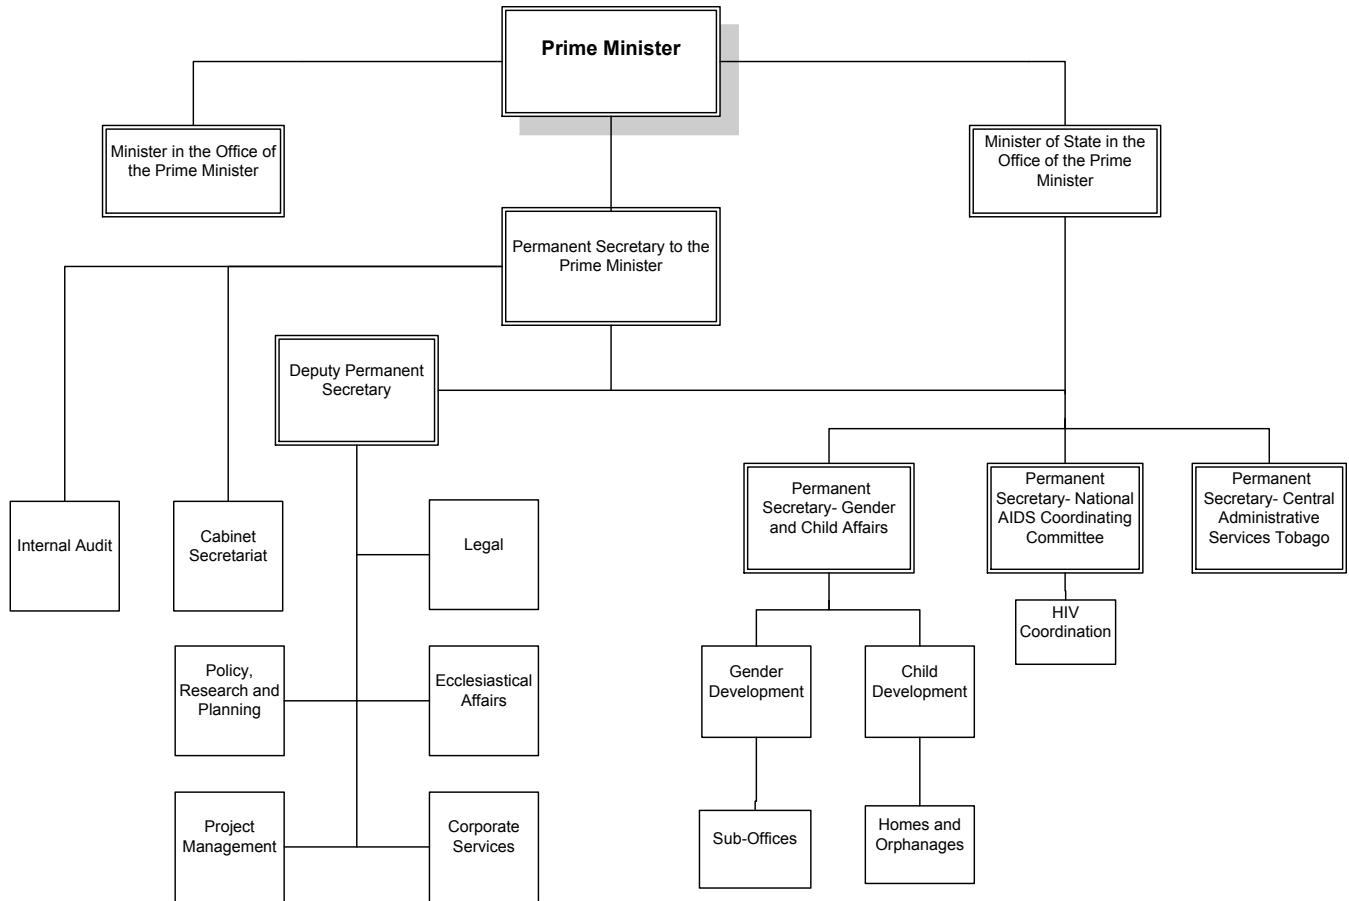 Prime Minister
Minister in the Office of
the Prime Minister
Minister of State in the
Office of the Prime
Minister
Permanent Secretary to the
Prime Minister
Deputy Permanent
Secretary
Internal Audit
Cabinet
Secretariat
Legal
Permanent
Secretary- Gender
and Child Affairs
Permanent
Secretary- National
AIDS Coordinating
Committee
Permanent
Secretary- Central
Administrative
Services Tobago
HIV
Coordination
Policy,
Research and
Planning
Ecclesiastical
Affairs
Gender
Development
Child
Development
Project
Management
Corporate
Services
Sub-Offices
Homes and
Orphanages